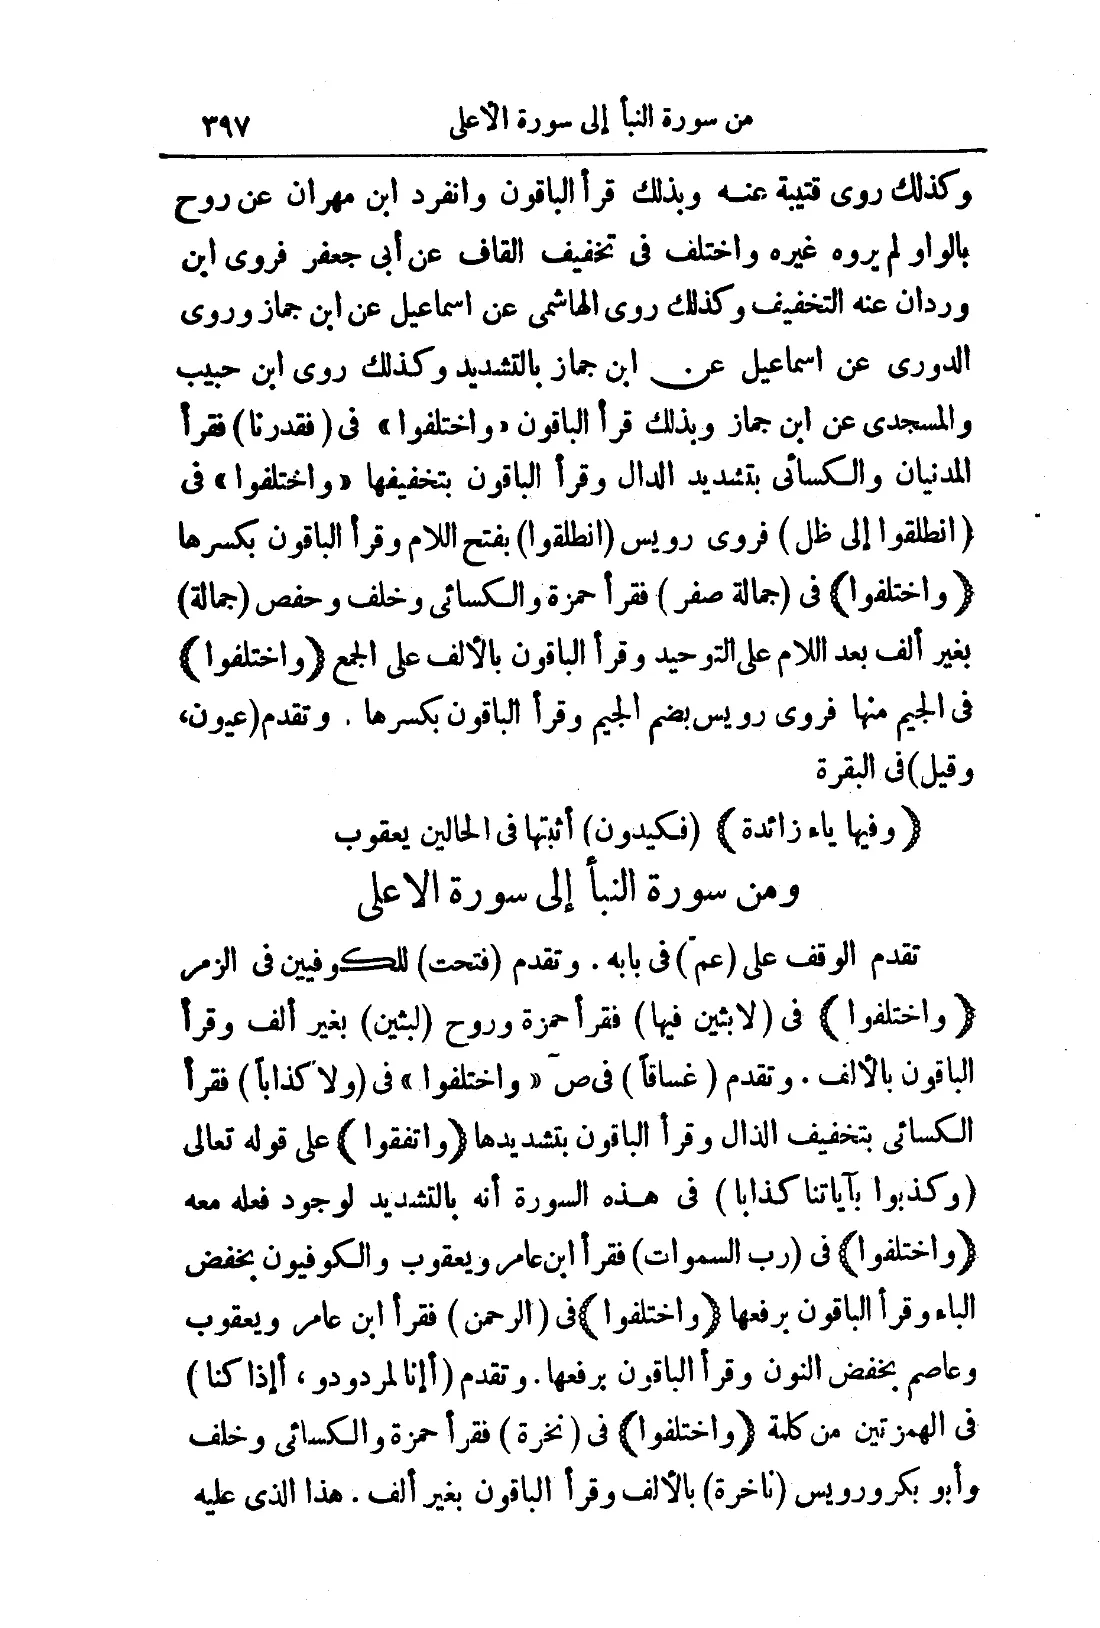 من سورة النبأ إلى سورة الأعلى ٣٩٧
وكذلك روى قتيبة عنه وبذلك قرأ الباقون وانفرد ابن مهران عن روح
بالواو لم يروه غيره واختلف فى تخفيف القاف عن أبى جعفر فروى ابن
وردان عنه التخفيف وكذلك روى الهاشمى عن اسماعيل عن ابن جماز وروى
الدورى عن اسماعيل عن ابن جماز بالتشديد وكذلك روى ابن حبيب
والمسجدى عن ابن جماز وبذلك قرأ الباقون «واختلفوا» فى (فقدرنا) فقرأ
المدنيان والكسائى بتشديد الدال وقرأ الباقون بتخفيفها «واختلفوا» فى
(انطلقوا إلى ظل) فروى رويس (انطلقوا) بفتح اللام وقرأ الباقون بكسرها
﴿واختلفوا﴾ فى (جمالة صفر) فقرأ حمزة والكسائى وخلف وحفص (جمالة)
بغير ألف بعد اللام على التوحيد وقرأ الباقون بالألف على الجمع ﴿واختلفوا﴾
فى الجيم منها فروى رويس بضم الجيم وقرأ الباقون بكسرها . وتقدم (عيون،
وقيل) فى البقرة
﴿وفيها ياء زائدة﴾ (فكيدون) أثبتها فى الحالين يعقوب
ومن سورة النبأ إلى سورة الاعلى
تقدم الوقف على (عم) فى بابه . وتقدم (فتحت) للكوفيين فى الزمر
﴿واختلفوا﴾ فى (لابثين فيها) فقرأ حمزة وروح (لبثين) بغير ألف وقرأ
الباقون بالألف . وتقدم (غساقاً) فى صۤ «واختلفوا» فى (ولا كذاباً) فقرأ
الكسائى بتخفيف الذال وقرأ الباقون بتشديدها ﴿واتفقوا﴾ على قوله تعالى
(وكذبوا بآياتنا كذابا) فى هذه السورة أنه بالتشديد لوجود فعله معه
﴿واختلفوا﴾ فى (رب السموات) فقرأ ابن عامر ويعقوب والكوفيون بخفض
الباء وقرأ الباقون برفعها ﴿واختلفوا﴾ فى (الرحمن) فقرأ ابن عامر ويعقوب
وعاصم بخفض النون وقرأ الباقون برفعها . وتقدم (أإنا لمردودو ، أإذا كنا)
فى الهمزتين من كلمة ﴿واختلفوا﴾ فى (نخرة) فقرأ حمزة والكسائى وخلف
وأبو بكر ورويس (ناخرة) بالألف وقرأ الباقون بغير ألف . هذا الذى عليه